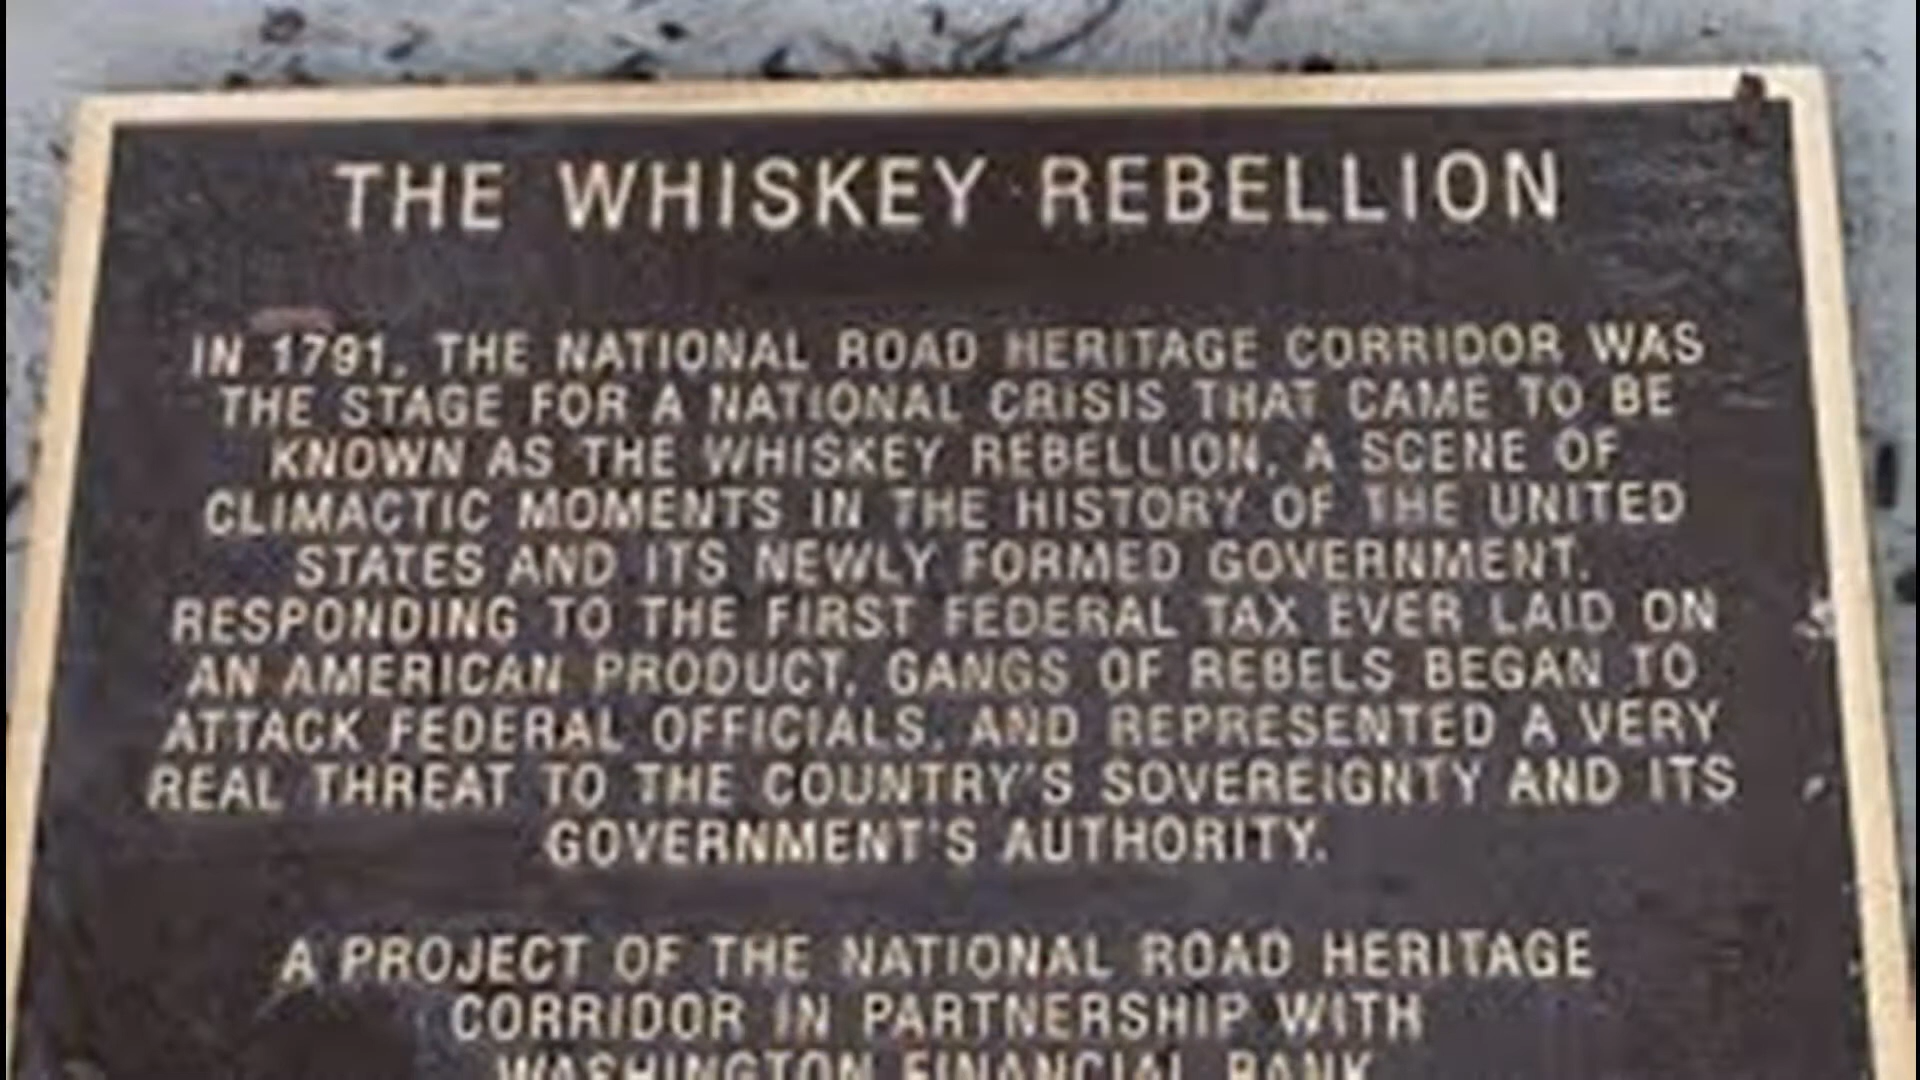 THE WHISKEY REBELLION
IN 1791, THE NATIONAL ROAD HERITAGE CORRIDOR WAS
THE STAGE FOR A NATIONAL CRISIS THAT CAME TO BE
KNOWN AS THE WHISKEY REBELLION, A SCENE OF
CLIMACTIC MOMENTS IN THE HISTORY OF THE UNITED
STATES AND ITS NEWLY FORMED GOVERNMENT.
RESPONDING TO THE FIRST FEDERAL TAX EVER LAID ON
AN AMERICAN PRODUCT, GANGS OF REBELS BEGAN TO
ATTACK FEDERAL OFFICIALS, AND REPRESENTED A VERY
REAL THREAT TO THE COUNTRY'S SOVEREIGNTY AND ITS
GOVERNMENT'S AUTHORITY.
A PROJECT OF THE NATIONAL ROAD HERITAGE
CORRIDOR IN PARTNERSHIP WITH
WASHINGTON FINANCIAL BANK